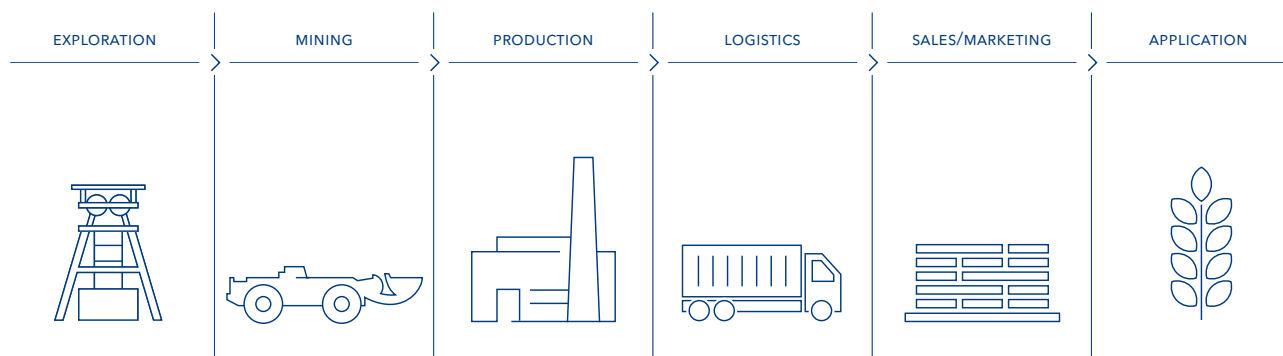 EXPLORATION
MINING
PRODUCTION
LOGISTICS
SALES/MARKETING
APPLICATION